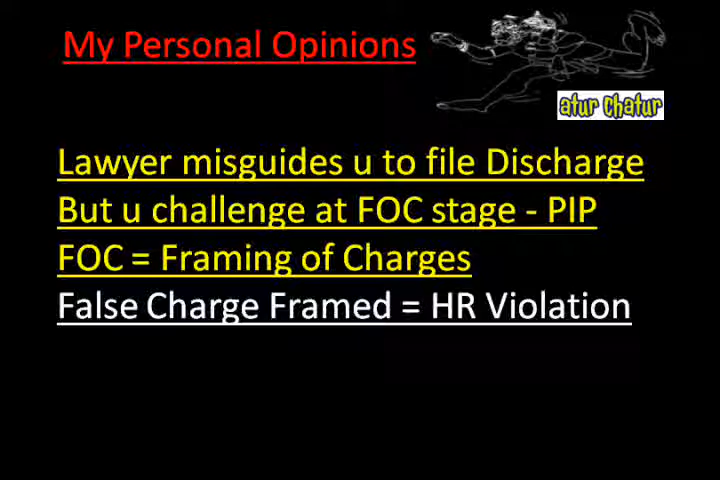 My Personal Opinions
atur chatur
Lawyer misguides u to file Discharge
But u challenge at FOC stage - PIP
FOC = Framing of Charges
False Charge Framed = HR Violation